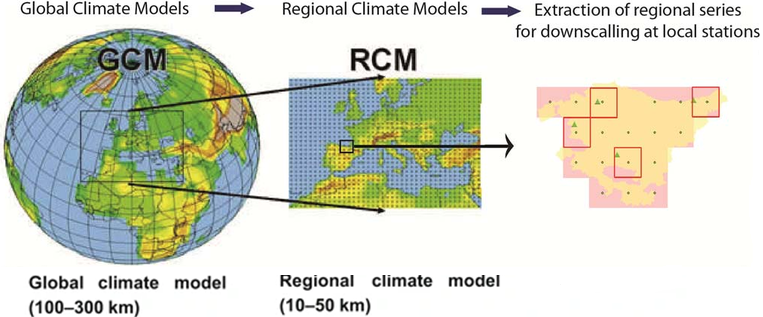 Global Climate Models
Regional Climate Models
Extraction of regional series
for downscalling at local stations
GCM
RCM
Global climate model
(100–300 km)
Regional climate model
(10–50 km)